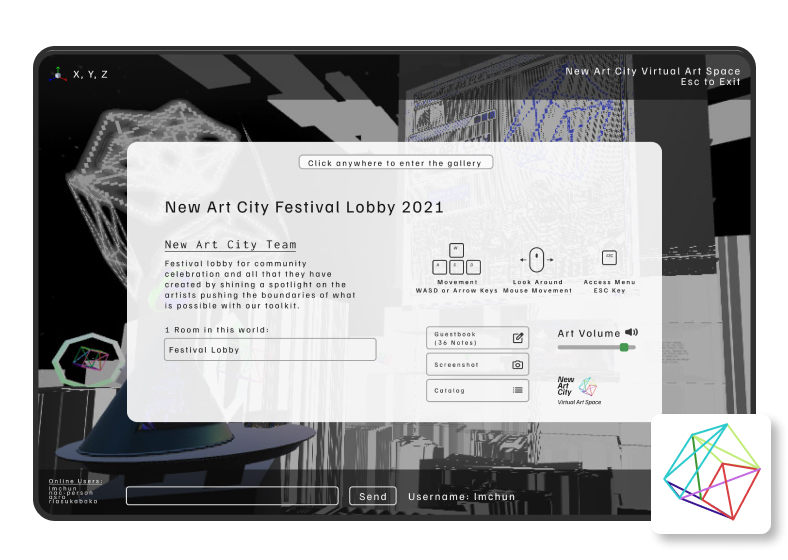 X, Y, Z
New Art City Virtual Art Space
Esc to Exit
Click anywhere to enter the gallery
New Art City Festival Lobby 2021
New Art City Team
Festival lobby for community
celebration and all that they have
created by shining a spotlight on the
artists pushing the boundaries of what
is possible with our toolkit.
1 Room in this world:
Festival Lobby
W
A S D
Movement
WASD or Arrow Keys
Look Around
Mouse Movement
ESC
Access Menu
ESC Key
Guestbook
(36 Notes)
Screenshot
Catalog
Art Volume
New
Art
City
Virtual Art Space
Online Users:
lmchun
noc-person
riasukaboka
Send
Username: lmchun